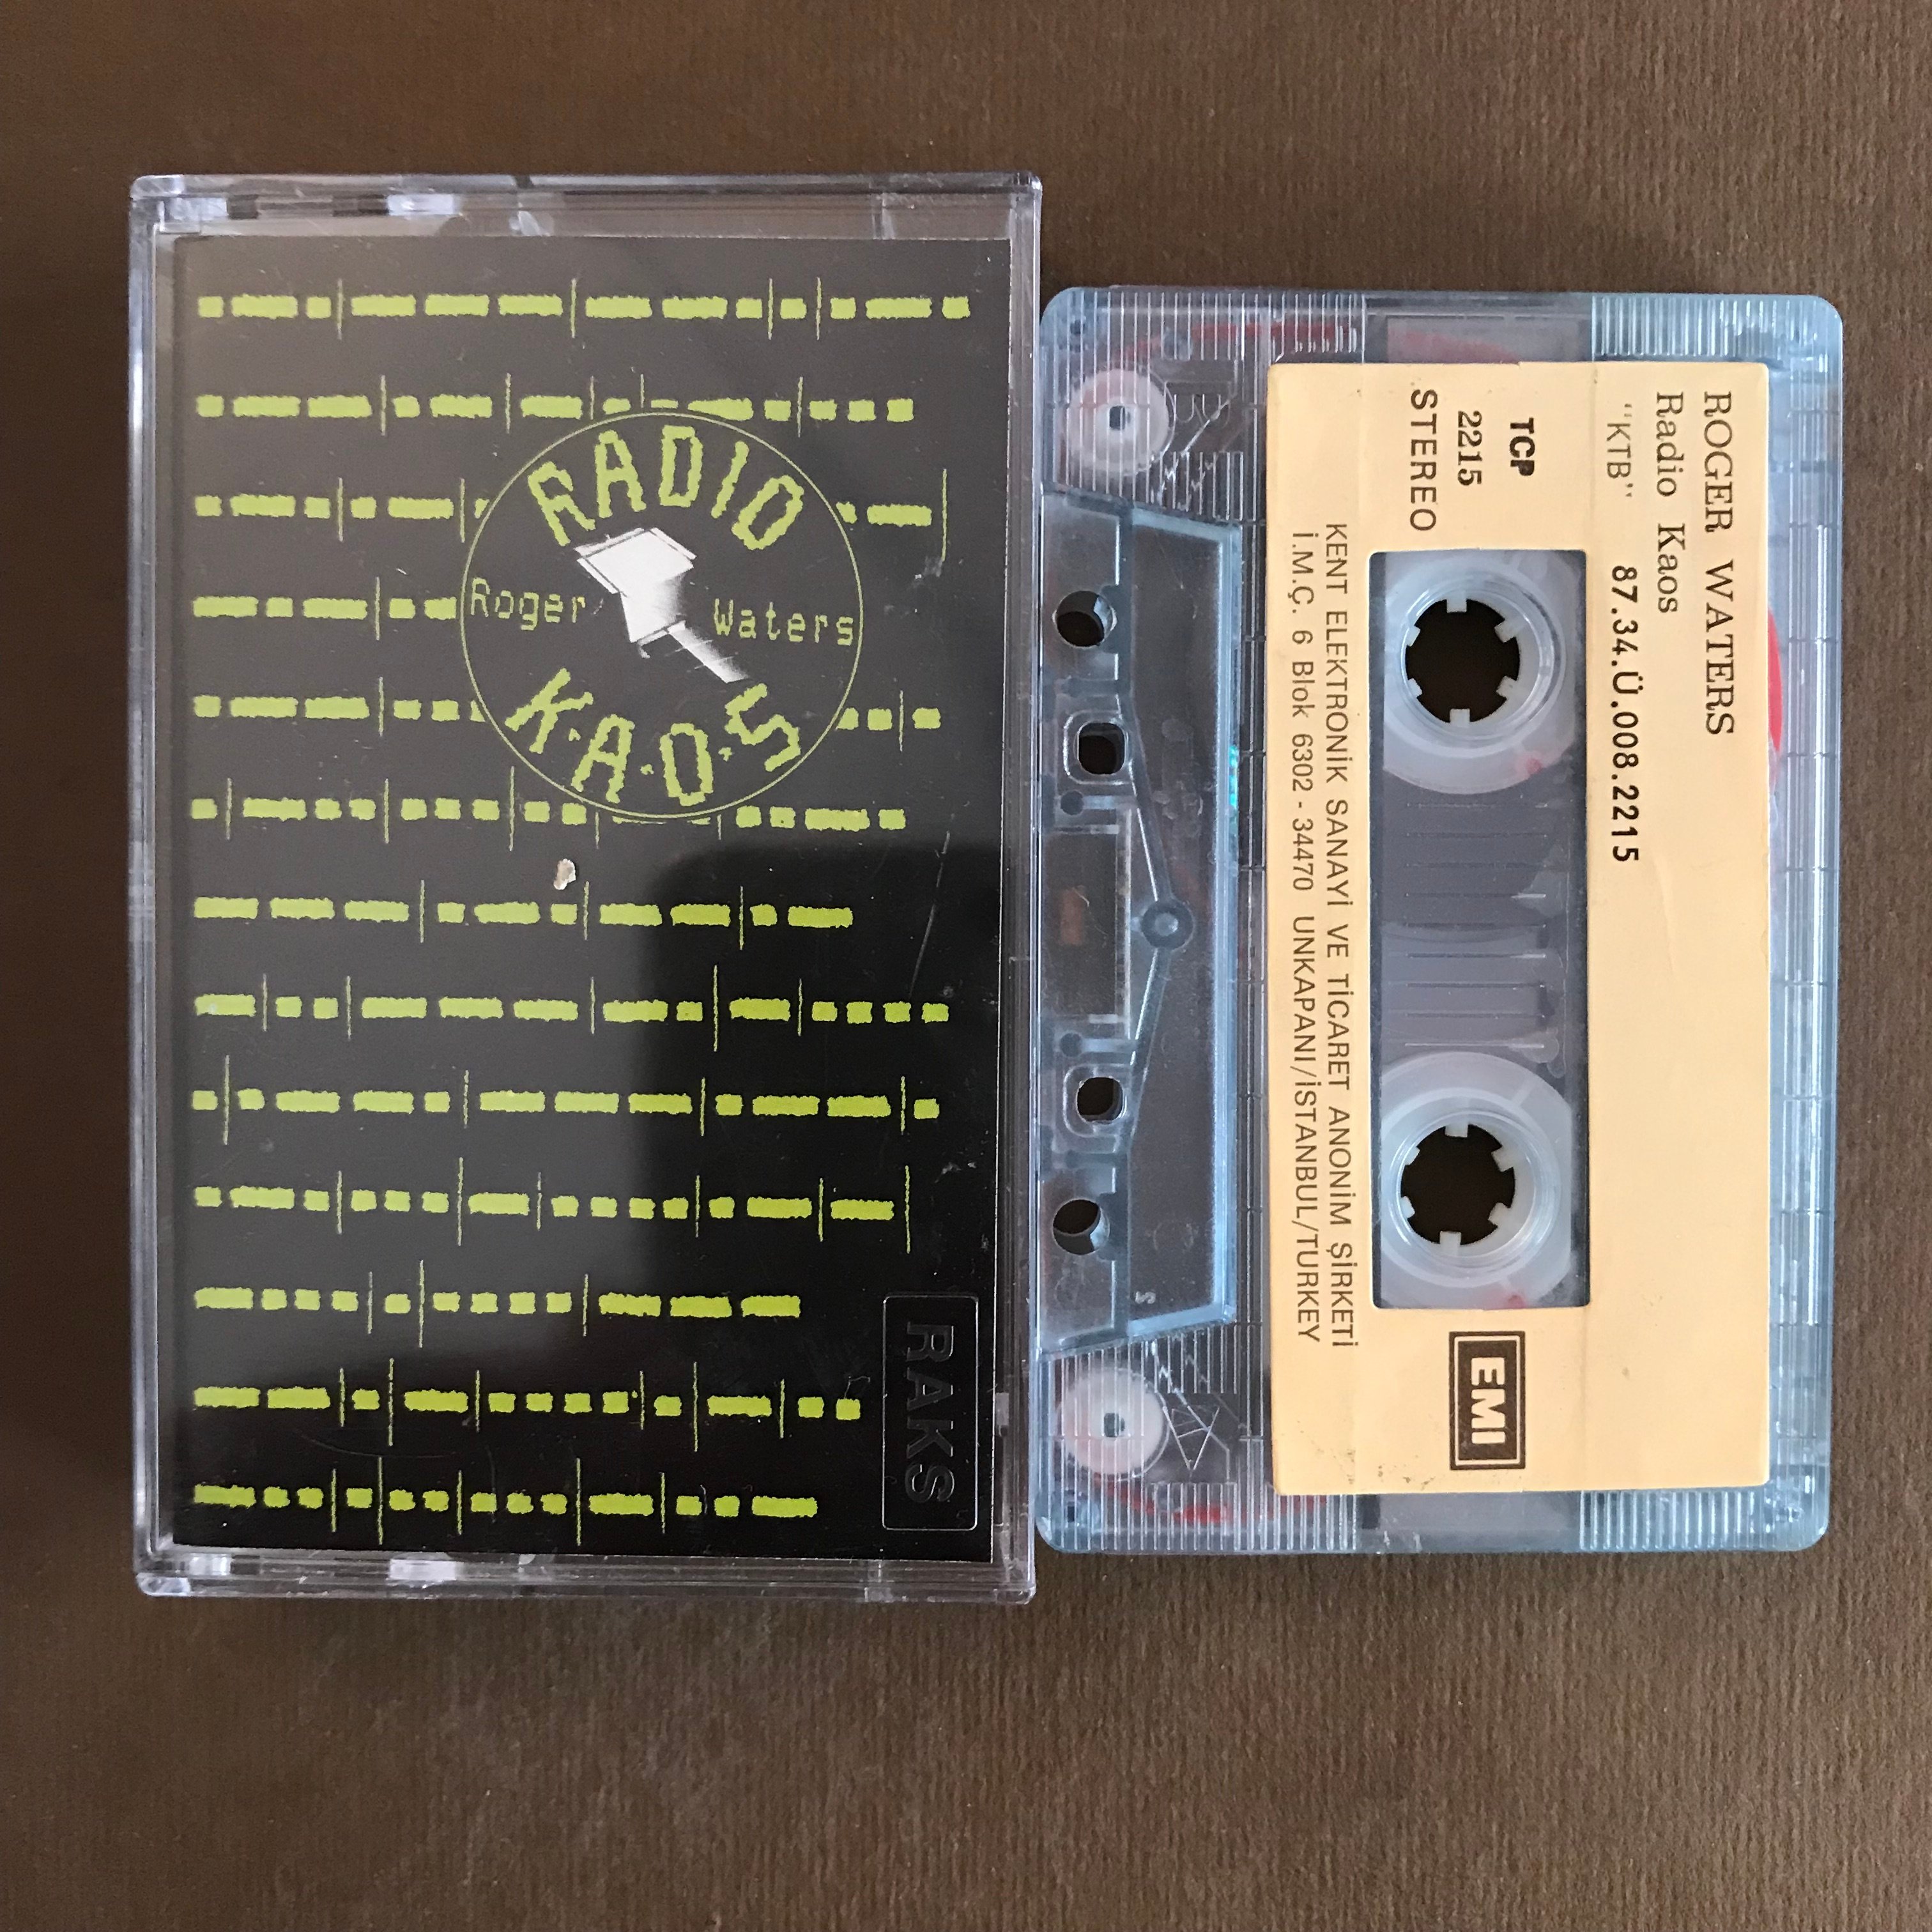 RADIO
Roger Waters
K.A.O.S
RAKS
ROGER WATERS
Radio Kaos
"KTB" 87.34.Ü.008.2215
TCP
2215
STEREO
EMI
KENT ELEKTRONİK SANAYİ VE TİCARET ANONİM ŞİRKETİ
İ.M.Ç. 6 Blok 6302 - 34470 UNKAPANI/İSTANBUL/TURKEY